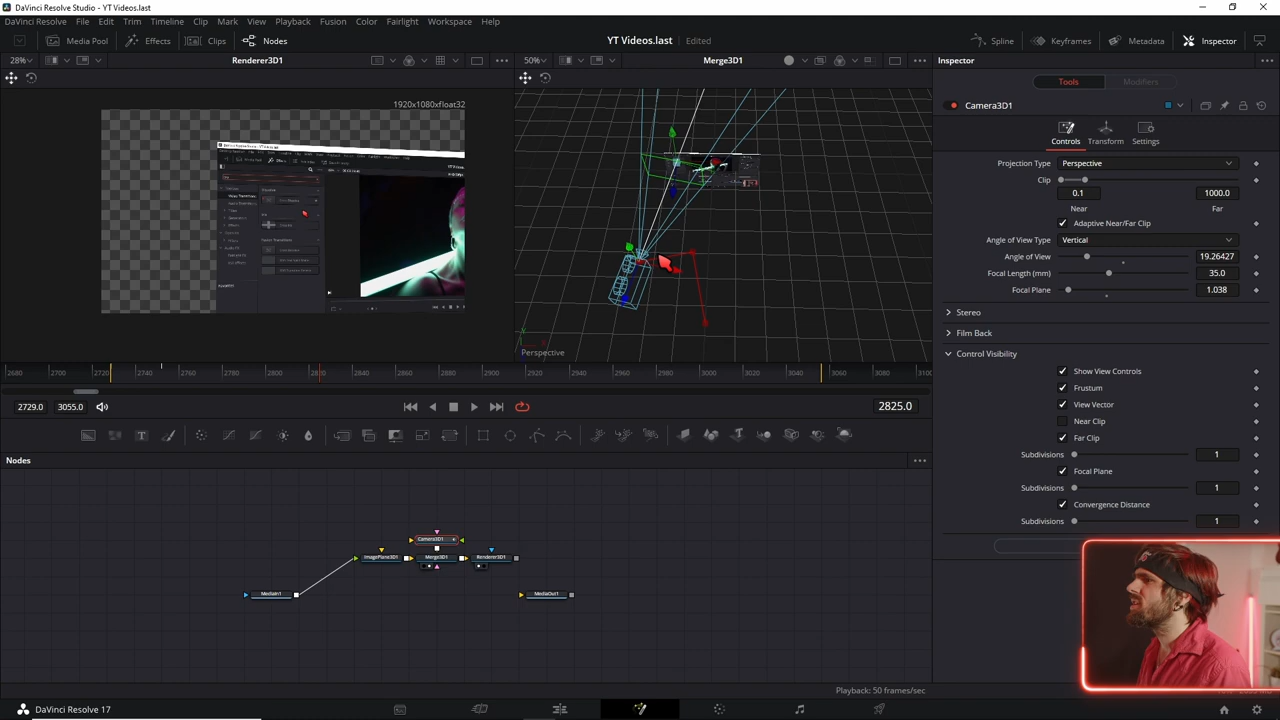 DaVinci Resolve Studio - YT Videos.last
DaVinci Resolve File Edit Trim Timeline Clip Mark View Playback Fusion Color Fairlight Workspace Help
Media Pool Effects Clips Nodes YT Videos.last Edited Spline Keyframes Metadata Inspector
28% Renderer3D1 50% Merge3D1 Inspector
1920x1080xfloat32
Perspective
Tools Modifiers
Camera3D1
Controls Transform Settings
Projection Type Perspective
Clip
0.1 1000.0
Near Far
Adaptive Near/Far Clip
Angle of View Type Vertical
Angle of View 19.26427
Focal Length (mm) 35.0
Focal Plane 1.038
Stereo
Film Back
Control Visibility
Show View Controls
Frustum
View Vector
Near Clip
Far Clip
Subdivisions 1
Focal Plane
Subdivisions 1
Convergence Distance
Subdivisions 1
2680 2700 2720 2740 2760 2780 2800 2840 2860 2880 2900 2920 2940 2960 2980 3000 3020 3040 3060 3080
2729.0 3055.0 2825.0
Nodes
Camera3D1
ImagePlane3D1 Merge3D1 Renderer3D1
MediaIn1 MediaOut1
Playback: 50 frames/sec
DaVinci Resolve 17